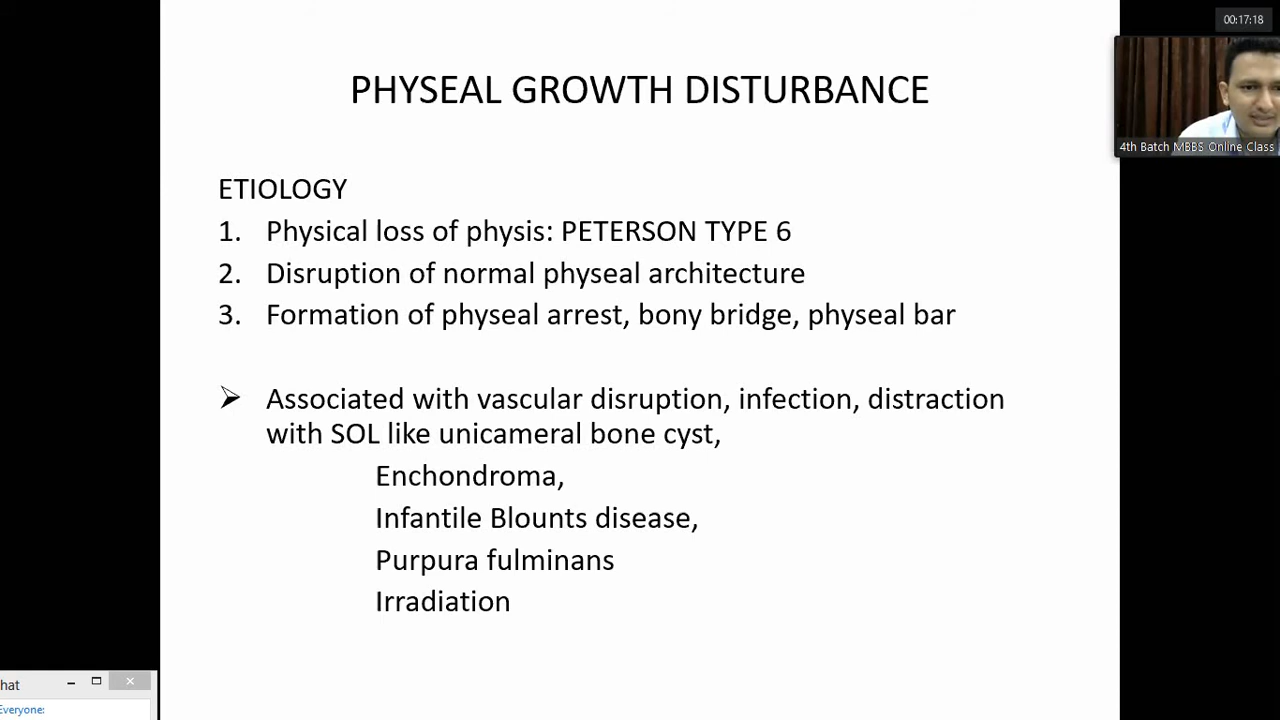 00:17:18
PHYSEAL GROWTH DISTURBANCE
4th Batch MBBS Online Class
ETIOLOGY
1. Physical loss of physis: PETERSON TYPE 6
2. Disruption of normal physeal architecture
3. Formation of physeal arrest, bony bridge, physeal bar
➢ Associated with vascular disruption, infection, distraction
with SOL like unicameral bone cyst,
Enchondroma,
Infantile Blounts disease,
Purpura fulminans
Irradiation
hat
Everyone: